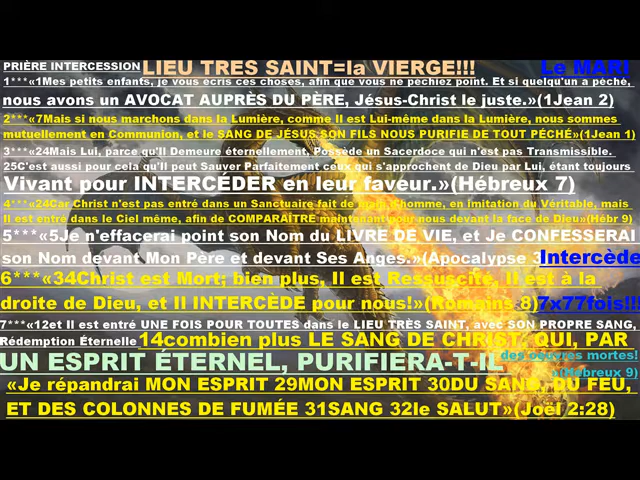 PRIÈRE INTERCESSION LIEU TRES SAINT=la VIERGE!!! Le MARI
1***«1Mes petits enfants, je vous écris ces choses, afin que vous ne péchiez point. Et si quelqu'un a péché,
nous avons un AVOCAT AUPRÈS DU PÈRE, Jésus-Christ le juste.»(1Jean 2)
2***«7Mais si nous marchons dans la Lumière, comme Il est Lui-même dans la Lumière, nous sommes
mutuellement en Communion, et le SANG DE JÉSUS SON FILS NOUS PURIFIE DE TOUT PÉCHÉ»(1Jean 1)
3***«24Mais Lui, parce qu'Il Demeure éternellement, Possède un Sacerdoce qui n'est pas Transmissible.
25C'est aussi pour cela qu'Il peut Sauver Parfaitement ceux qui s'approchent de Dieu par Lui, étant toujours
Vivant pour INTERCÉDER en leur faveur.»(Hébreux 7)
4***«24Car Christ n'est pas entré dans un Sanctuaire fait de main d'homme, en imitation du Véritable, mais
Il est entré dans le Ciel même, afin de COMPARAÎTRE maintenant pour nous devant la face de Dieu»(Hébr 9)
5***«5Je n'effacerai point son Nom du LIVRE DE VIE, et Je CONFESSERAI
son Nom devant Mon Père et devant Ses Anges.»(Apocalypse 3 Intercède
6***«34Christ est Mort; bien plus, Il est Ressuscité, Il est à la
droite de Dieu, et Il INTERCÈDE pour nous!»(Romains 8)7x77fois!!!
7***«12et Il est entré UNE FOIS POUR TOUTES dans le LIEU TRÈS SAINT, avec SON PROPRE SANG,
Rédemption Éternelle 14combien plus LE SANG DE CHRIST, QUI, PAR
UN ESPRIT ÉTERNEL, PURIFIERA-T-IL des oeuvres mortes!
»(Hébreux 9)
«Je répandrai MON ESPRIT 29MON ESPRIT 30DU SANG, DU FEU,
ET DES COLONNES DE FUMÉE 31SANG 32le SALUT»(Joël 2:28)